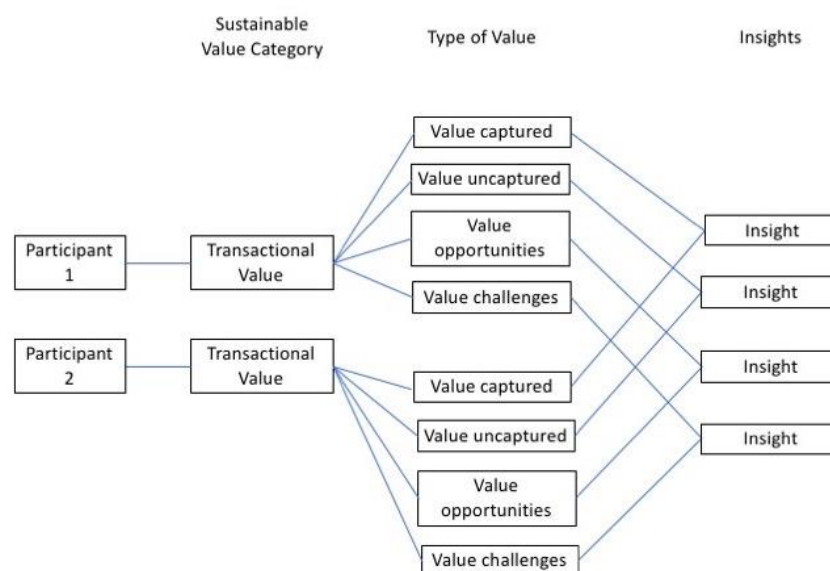 Sustainable
Value Category
Type of Value
Insights
Value captured
Value uncaptured
Value
opportunities
Value challenges
Participant
1
Transactional
Value
Insight
Insight
Participant
2
Transactional
Value
Value captured
Value uncaptured
Value
opportunities
Value challenges
Insight
Insight